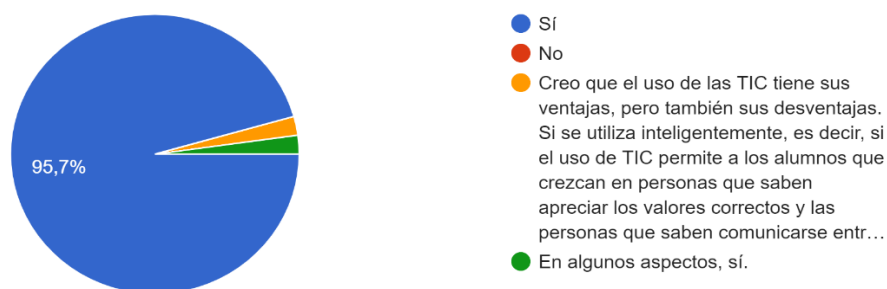 95,7%
Sí
No
Creo que el uso de las TIC tiene sus
ventajas, pero también sus desventajas.
Si se utiliza inteligentemente, es decir, si
el uso de TIC permite a los alumnos que
crezcan en personas que saben
apreciar los valores correctos y las
personas que saben comunicarse entr…
En algunos aspectos, sí.